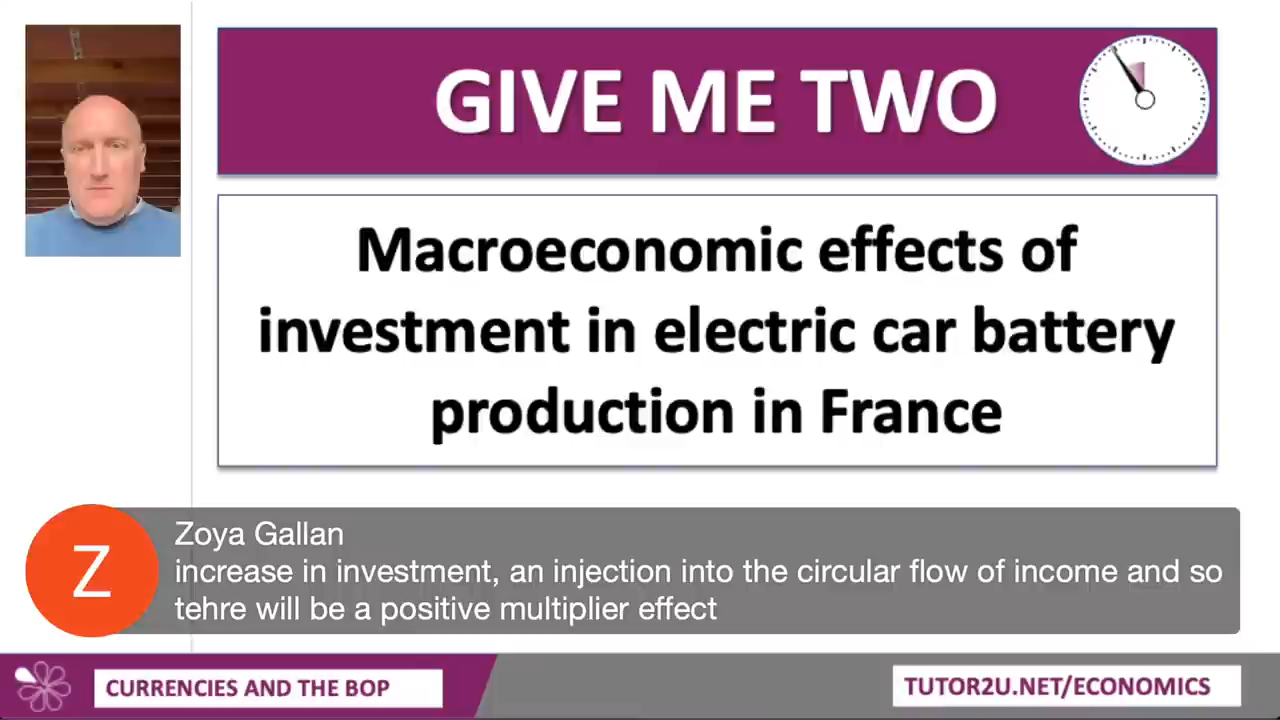 GIVE ME TWO
Macroeconomic effects of
investment in electric car battery
production in France
Z
Zoya Gallan
increase in investment, an injection into the circular flow of income and so
tehre will be a positive multiplier effect
CURRENCIES AND THE BOP
TUTOR2U.NET/ECONOMICS